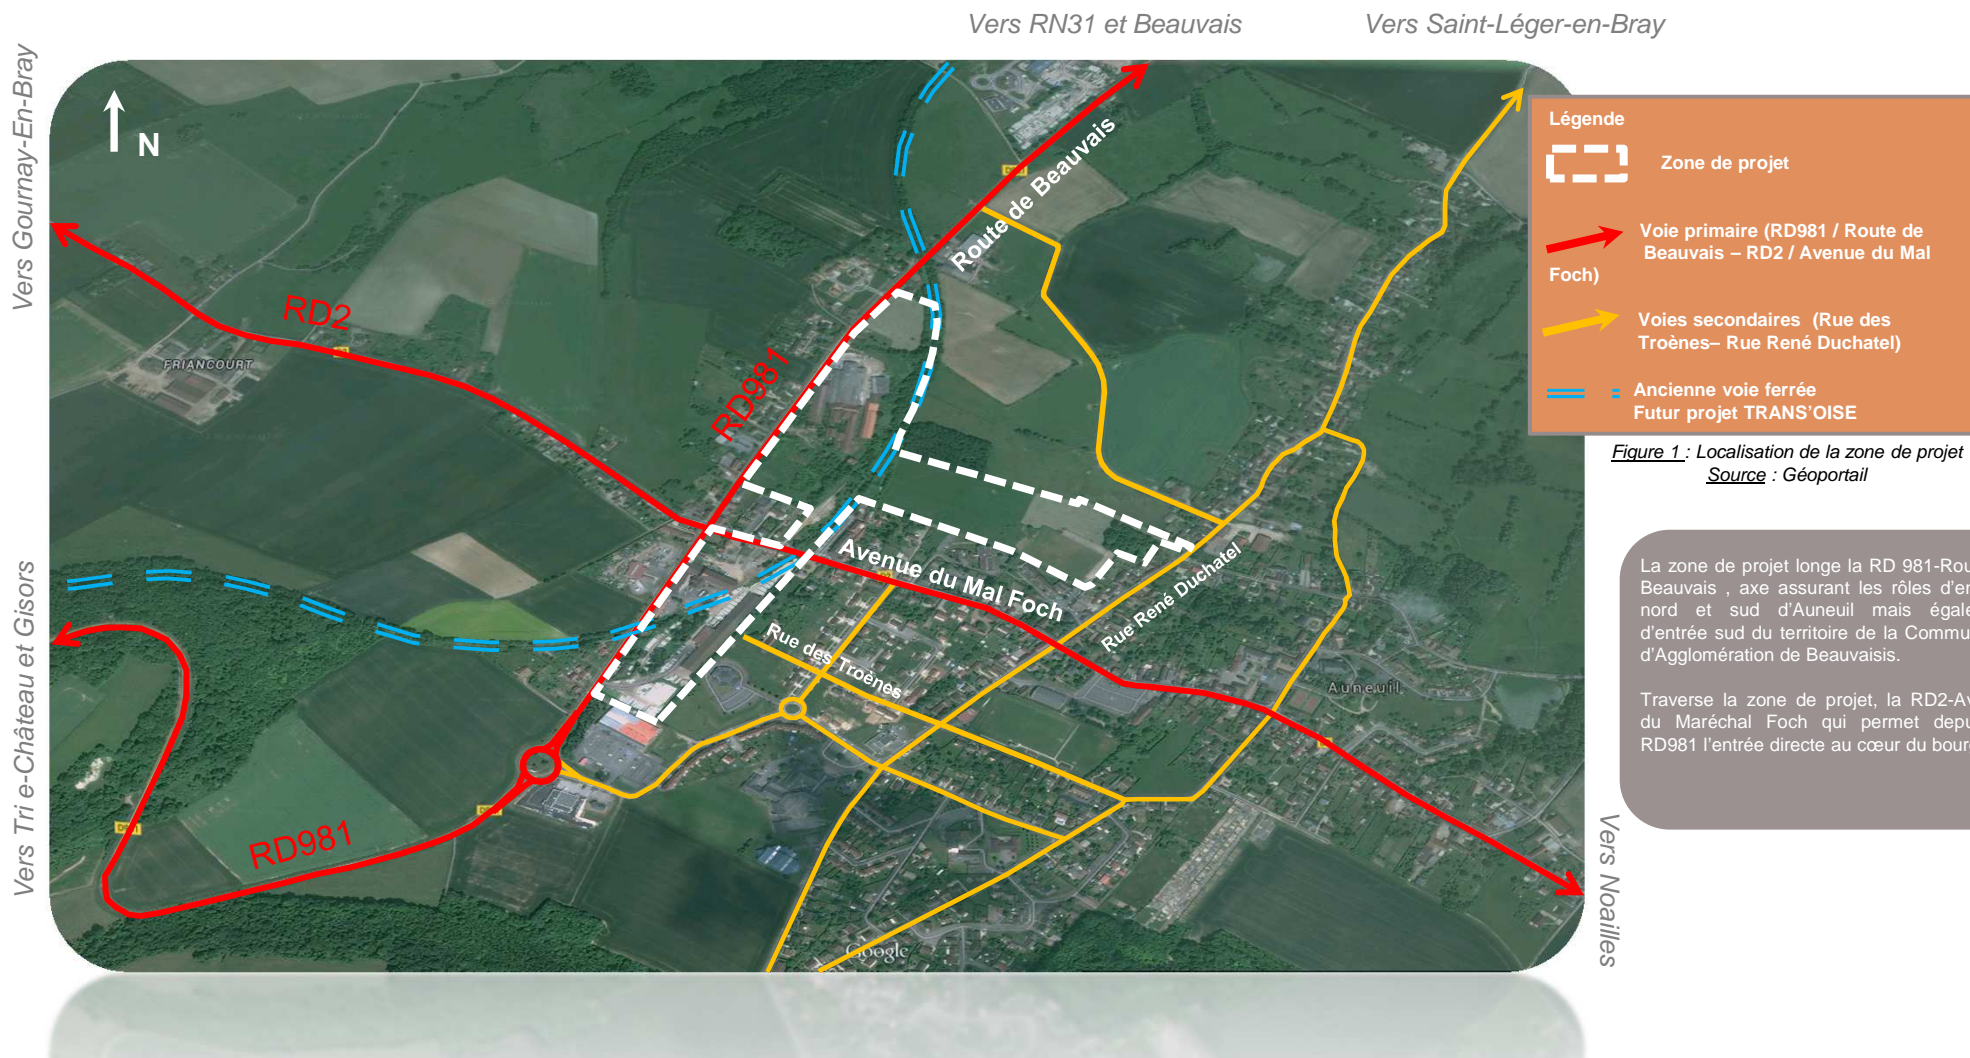 Vers RN31 et Beauvais
Vers Saint-Léger-en-Bray
Vers Gournay-En-Bray
Vers Tri e-Château et Gisors
Vers Noailles
N
RD2
RD981
RD981
FRIANCOURT
Route de Beauvais
Avenue du Mal Foch
Rue des Troènes
Rue René Duchatel
Auneuil
Google
Légende
Zone de projet
Voie primaire (RD981 / Route de
Beauvais – RD2 / Avenue du Mal
Foch)
Voies secondaires (Rue des
Troènes– Rue René Duchatel)
Ancienne voie ferrée
Futur projet TRANS'OISE
Figure 1 : Localisation de la zone de projet
Source : Géoportail
La zone de projet longe la RD 981-Rou
Beauvais , axe assurant les rôles d'en
nord et sud d'Auneuil mais égale
d'entrée sud du territoire de la Commu
d'Agglomération de Beauvaisis.
Traverse la zone de projet, la RD2-Av
du Maréchal Foch qui permet depu
RD981 l'entrée directe au cœur du bour